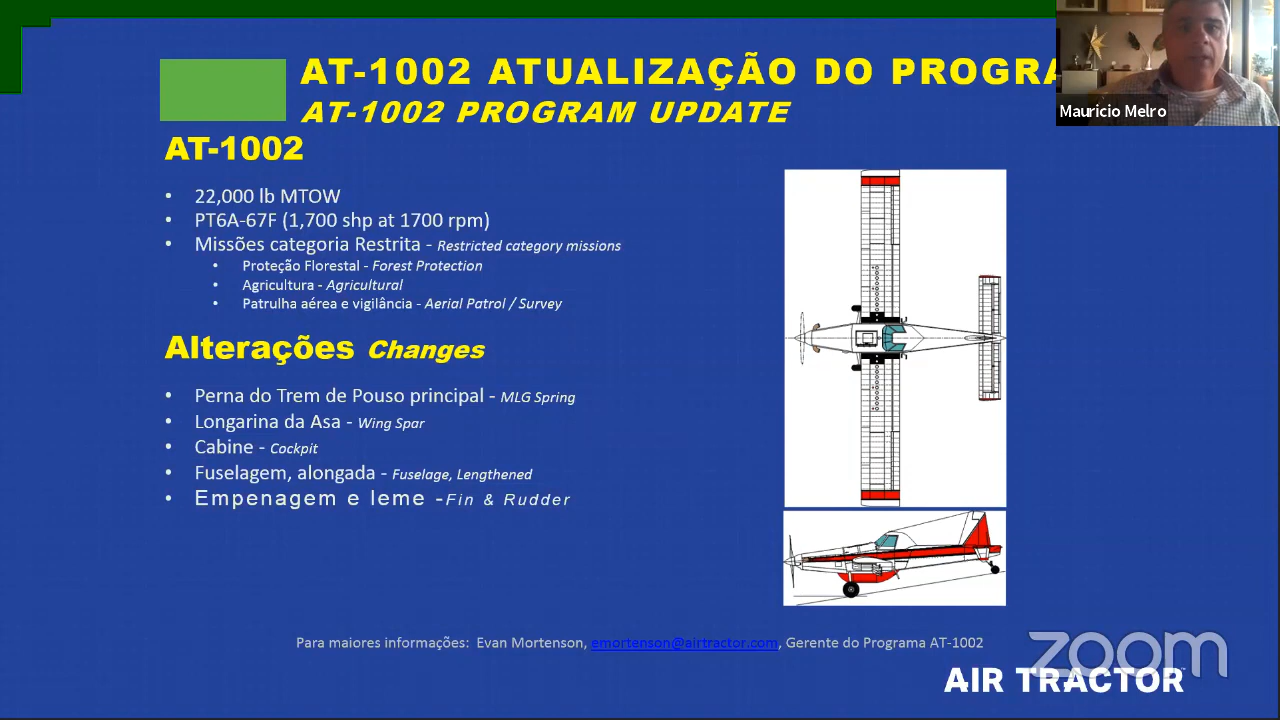 AT-1002 ATUALIZAÇÃO DO PROGRA
AT-1002 PROGRAM UPDATE
Mauricio Melro
AT-1002
• 22,000 lb MTOW
• PT6A-67F (1,700 shp at 1700 rpm)
• Missões categoria Restrita - Restricted category missions
• Proteção Florestal - Forest Protection
• Agricultura - Agricultural
• Patrulha aérea e vigilância - Aerial Patrol / Survey
Alterações Changes
• Perna do Trem de Pouso principal - MLG Spring
• Longarina da Asa - Wing Spar
• Cabine - Cockpit
• Fuselagem, alongada - Fuselage, Lengthened
• Empenagem e leme -Fin & Rudder
Para maiores informações: Evan Mortenson, emortenson@airtractor.com, Gerente do Programa AT-1002
zoom
AIR TRACTOR